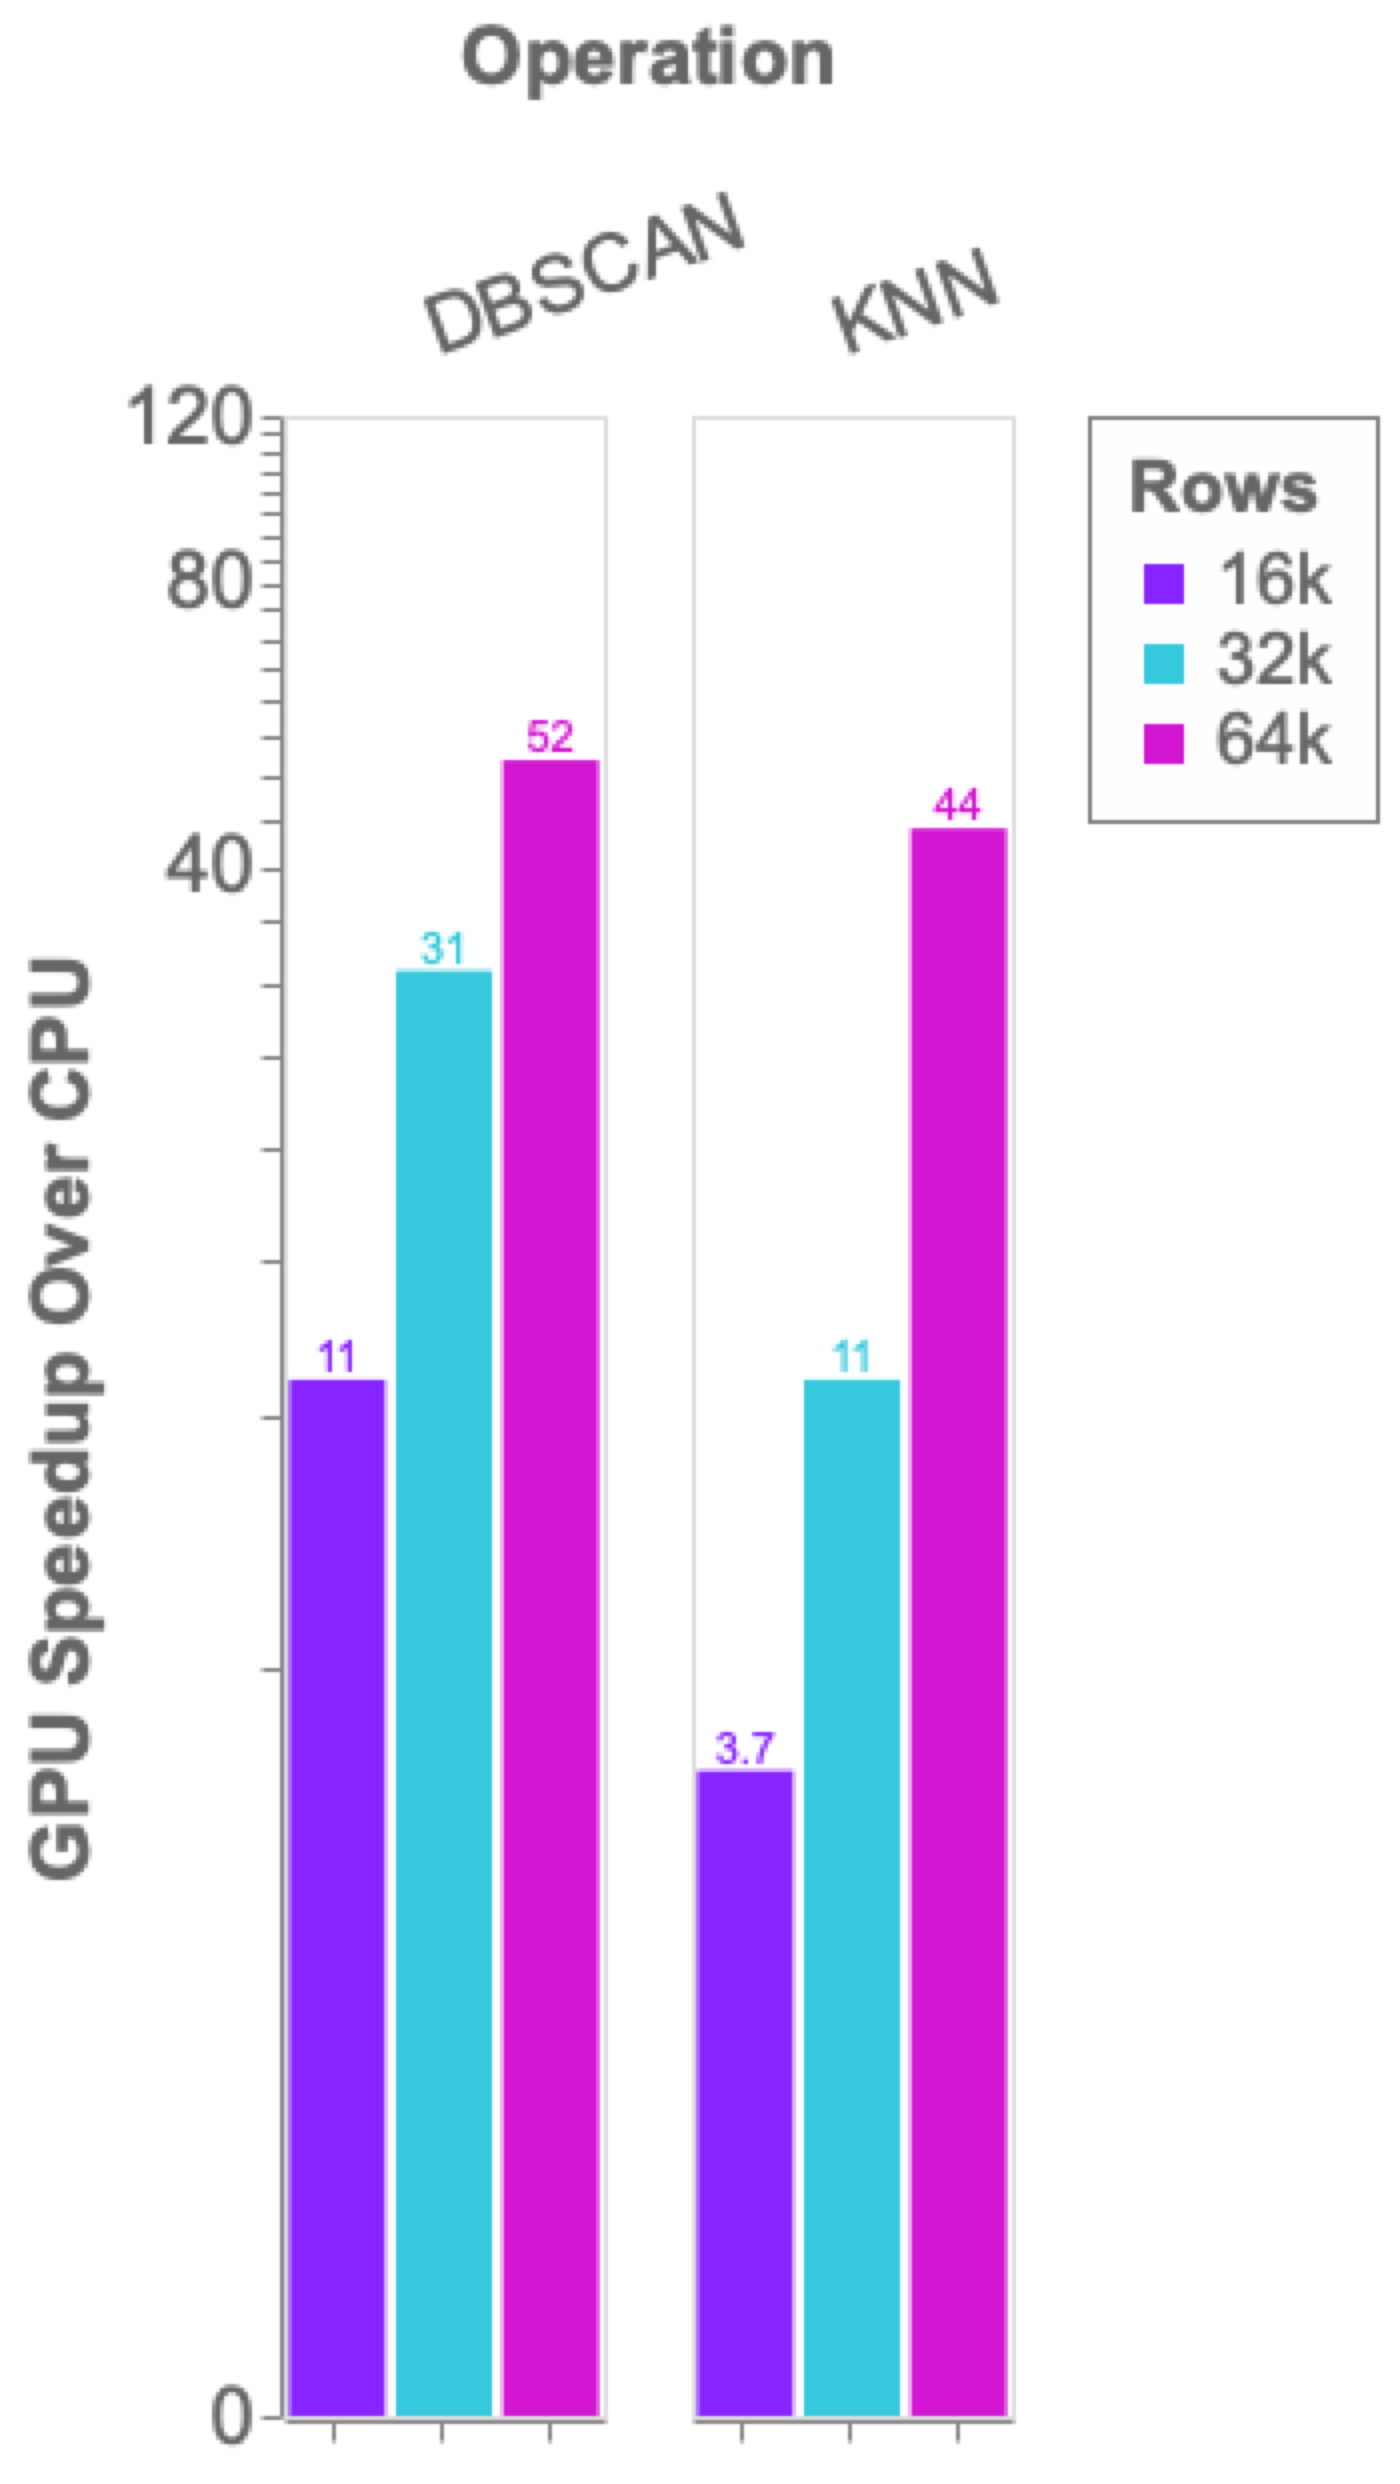 Operation
DBSCAN
KNN
120
80
40
0
GPU Speedup Over CPU
Rows
16k
32k
64k
11
31
52
3.7
11
44